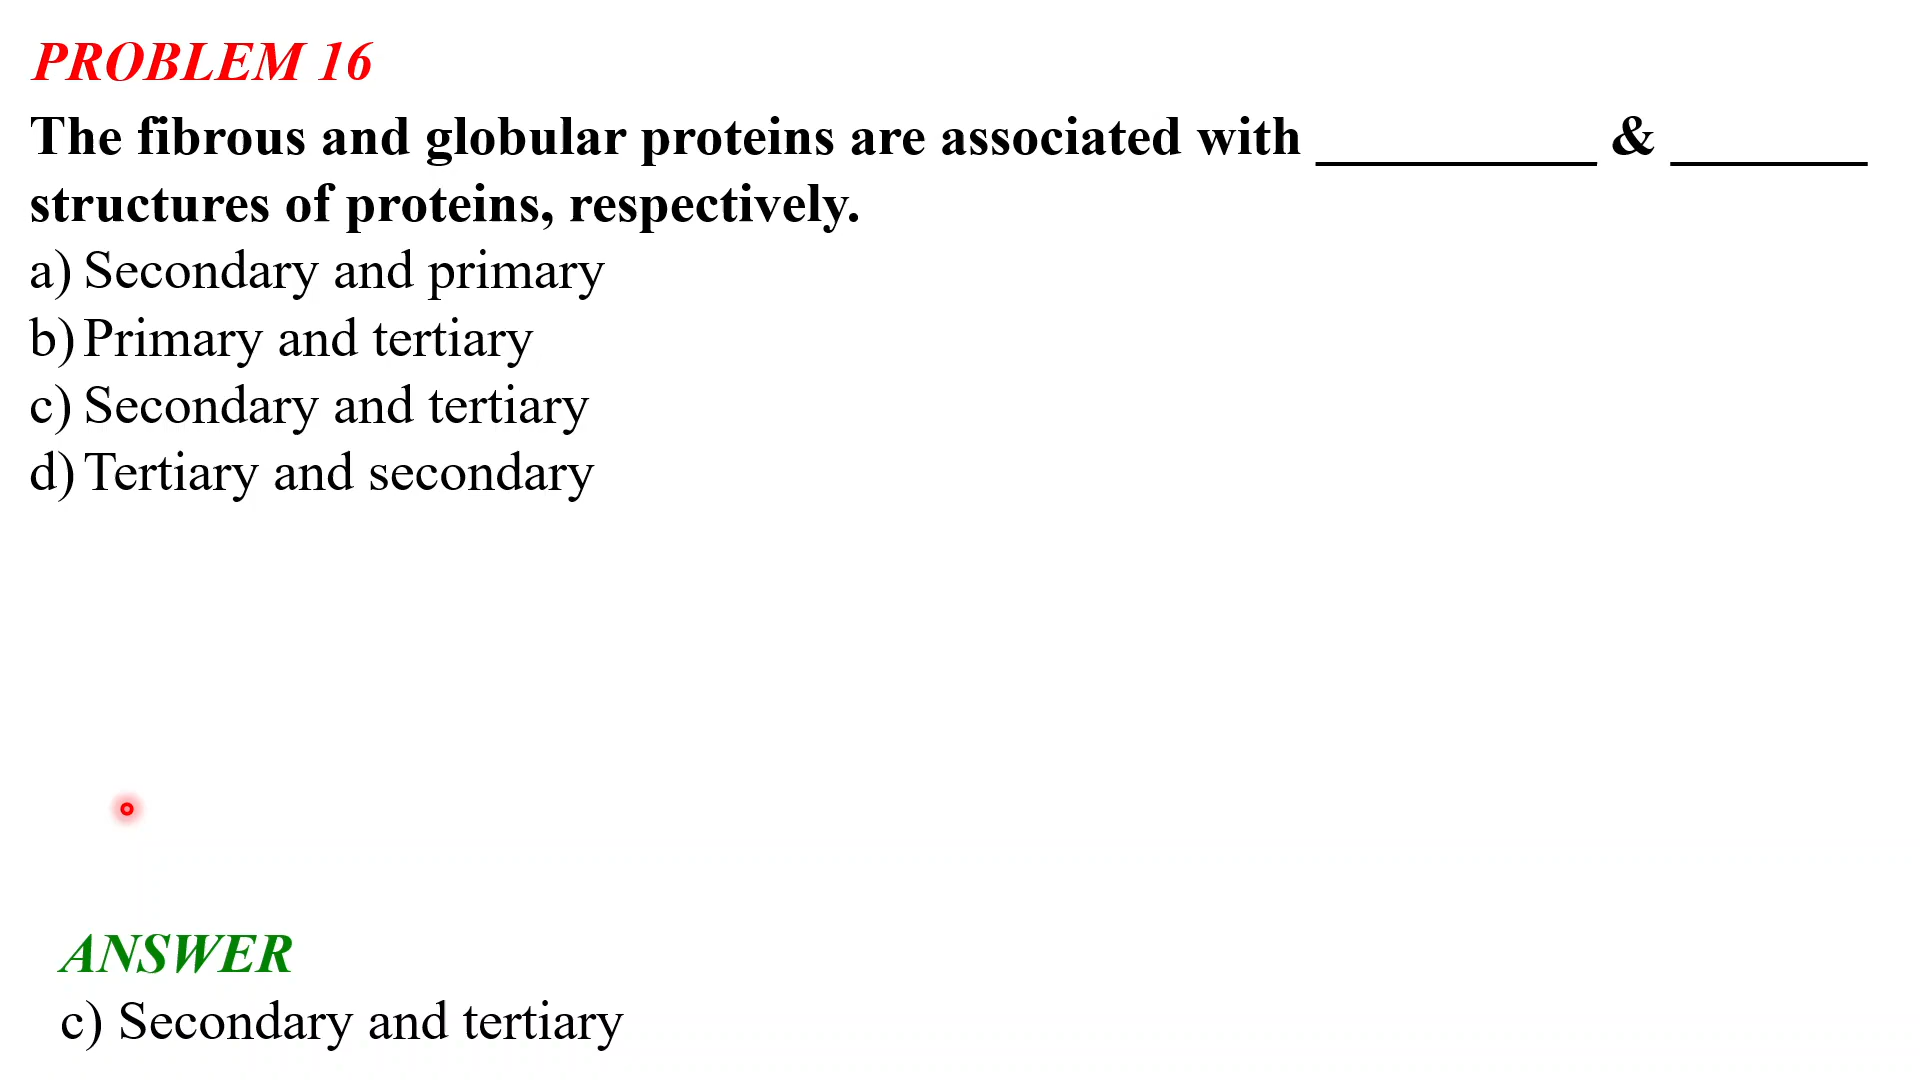 PROBLEM 16
The fibrous and globular proteins are associated with __________ & _______
structures of proteins, respectively.
a) Secondary and primary
b) Primary and tertiary
c) Secondary and tertiary
d) Tertiary and secondary
ANSWER
c) Secondary and tertiary